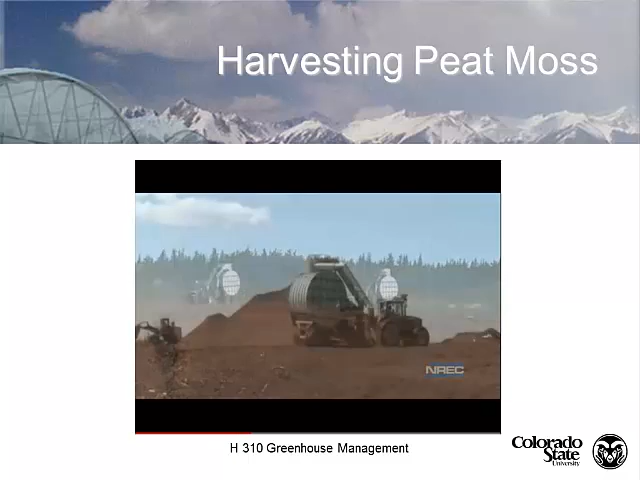 Harvesting Peat Moss
NREC
H 310 Greenhouse Management
Colorado
State
University